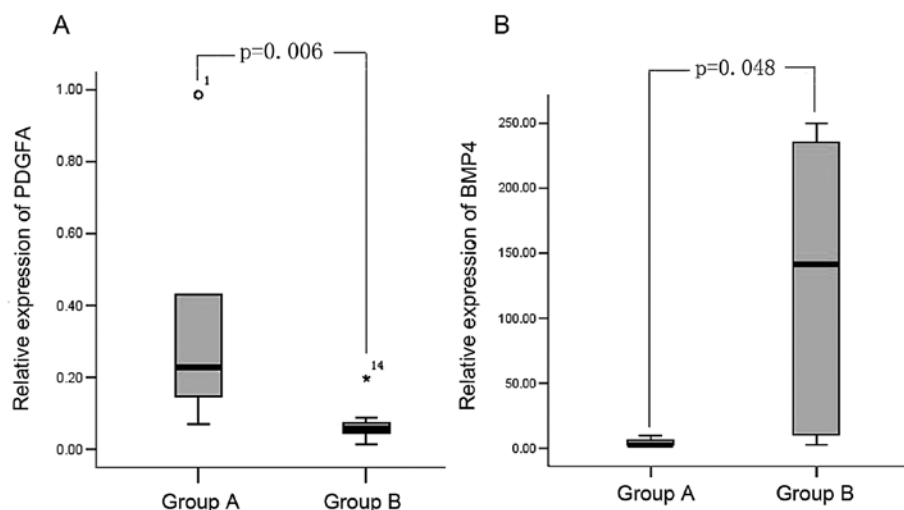 A
p=0.006
Relative expression of PDGFA
1.00
0.80
0.60
0.40
0.20
0.00
1
14
Group A
Group B
B
p=0.048
Relative expression of BMP4
250.00
200.00
150.00
100.00
50.00
0.00
Group A
Group B